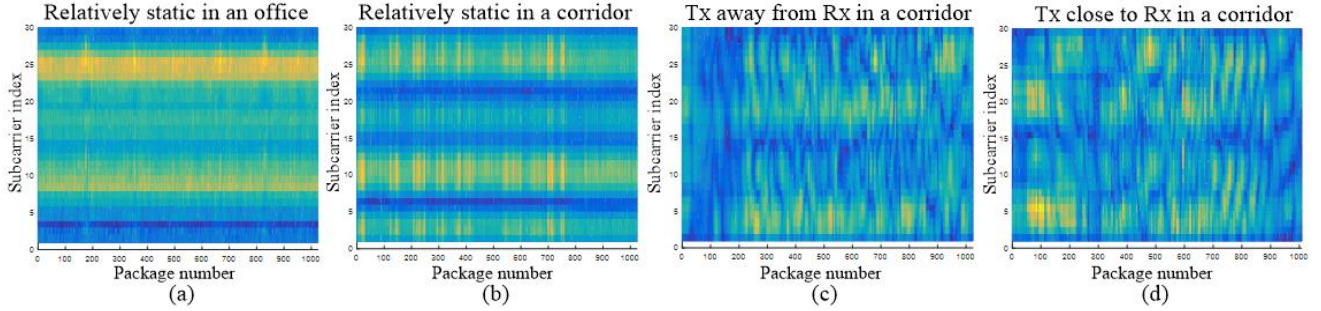 Relatively static in an office
30
25
20
15
10
5
0
Subcarrier index
0 100 200 300 400 500 600 700 800 900 1000
Package number
(a)
Relatively static in a corridor
30
25
20
15
10
5
0
Subcarrier index
0 100 200 300 400 500 600 700 800 900 1000
Package number
(b)
Tx away from Rx in a corridor
30
25
20
15
10
5
0
Subcarrier index
0 100 200 300 400 500 600 700 800 900 1000
Package number
(c)
Tx close to Rx in a corridor
30
25
20
15
10
5
0
Subcarrier index
0 100 200 300 400 500 600 700 800 900 1000
Package number
(d)